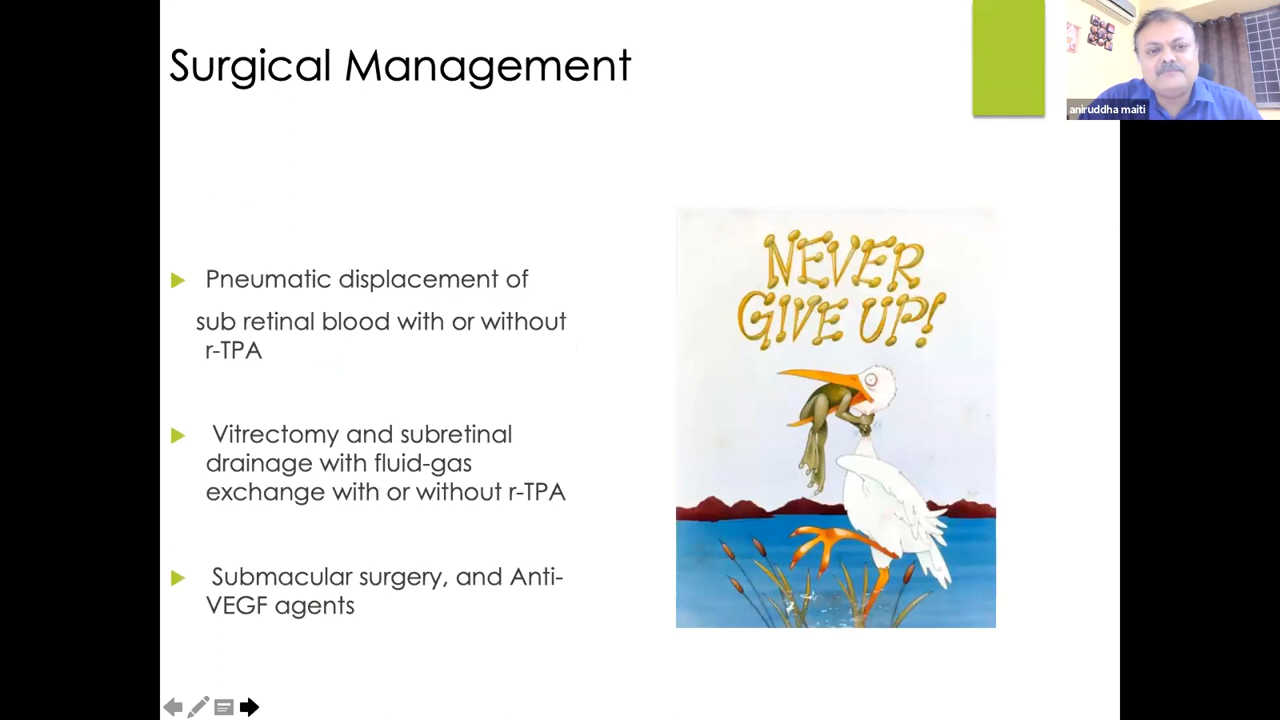 Surgical Management
aniruddha maiti
Pneumatic displacement of
sub retinal blood with or without
r-TPA
Vitrectomy and subretinal
drainage with fluid-gas
exchange with or without r-TPA
Submacular surgery, and Anti-
VEGF agents
NEVER
GIVE UP!